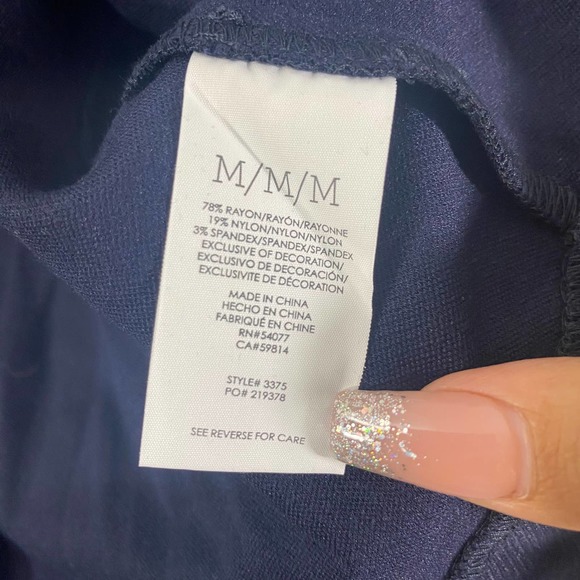 M/M/M
78% RAYON/RAYÓN/RAYONNE
19% NYLON/NYLON/NYLON
3% SPANDEX/SPANDEX/SPANDEX
EXCLUSIVE OF DECORATION/
EXCLUSIVO DE DECORACIÓN/
EXCLUSIVITE DE DÉCORATION
MADE IN CHINA
HECHO EN CHINA
FABRIQUÉ EN CHINE
RN#54077
CA#59814
STYLE# 3375
PO# 219378
SEE REVERSE FOR CARE